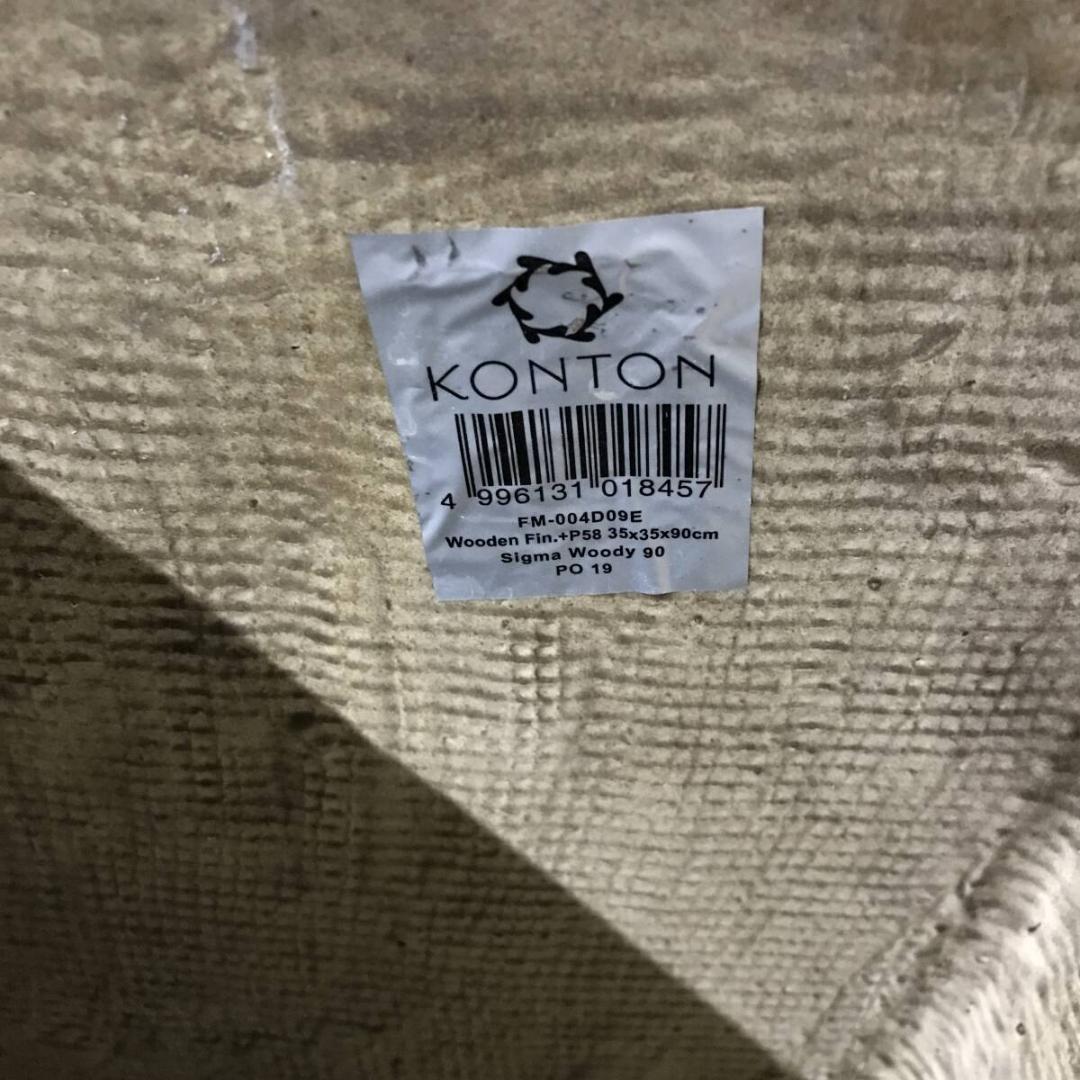 KONTON
4 996131 018457
FM-004D09E
Wooden Fin.+P58 35x35x90cm
Sigma Woody 90
PO 19